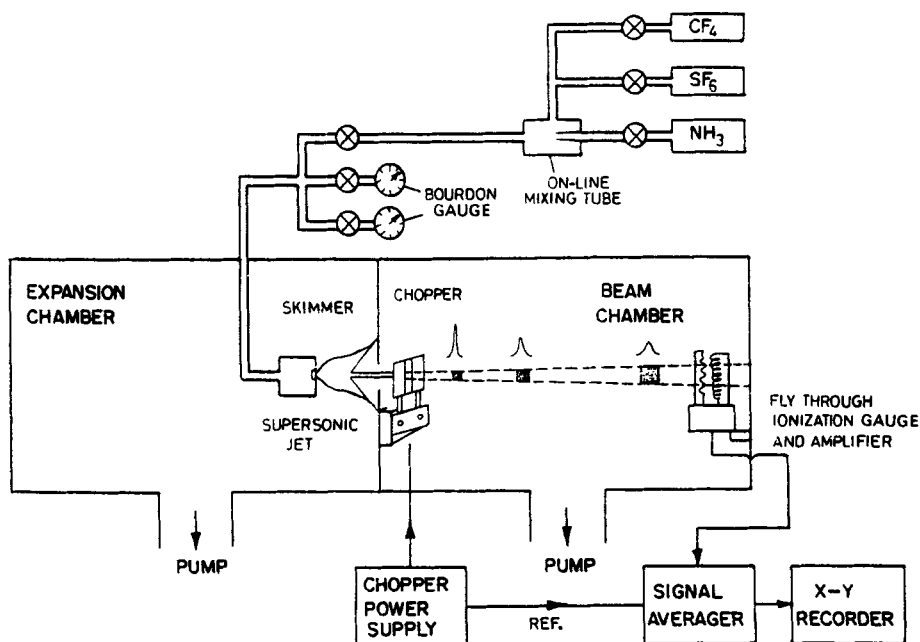 CF4
SF6
NH3
ON-LINE
MIXING TUBE
BOURDON
GAUGE
EXPANSION
CHAMBER
SKIMMER
CHOPPER
BEAM
CHAMBER
SUPERSONIC
JET
FLY THROUGH
IONIZATION GAUGE
AND AMPLIFIER
PUMP
PUMP
CHOPPER
POWER
SUPPLY
REF.
SIGNAL
AVERAGER
X-Y
RECORDER